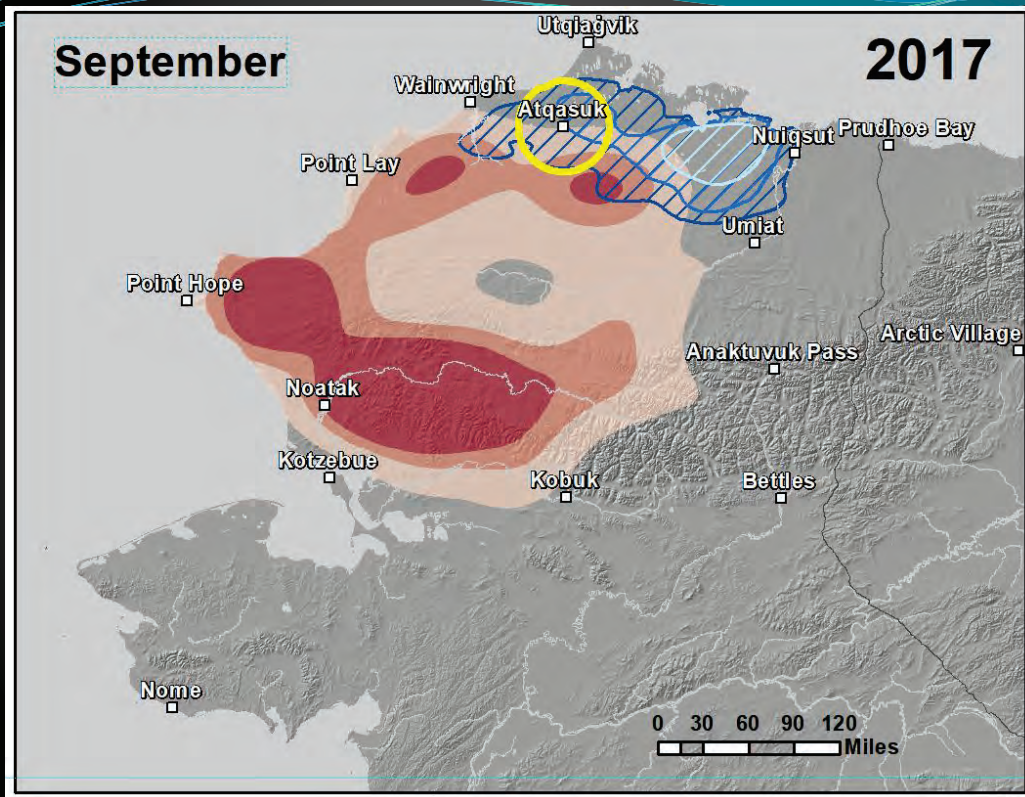 September
2017
Utqiaġvik
Wainwright
Atqasuk
Nuiqsut
Prudhoe Bay
Point Lay
Umiat
Point Hope
Arctic Village
Anaktuvuk Pass
Noatak
Kotzebue
Kobuk
Bettles
Nome
0 30 60 90 120
Miles